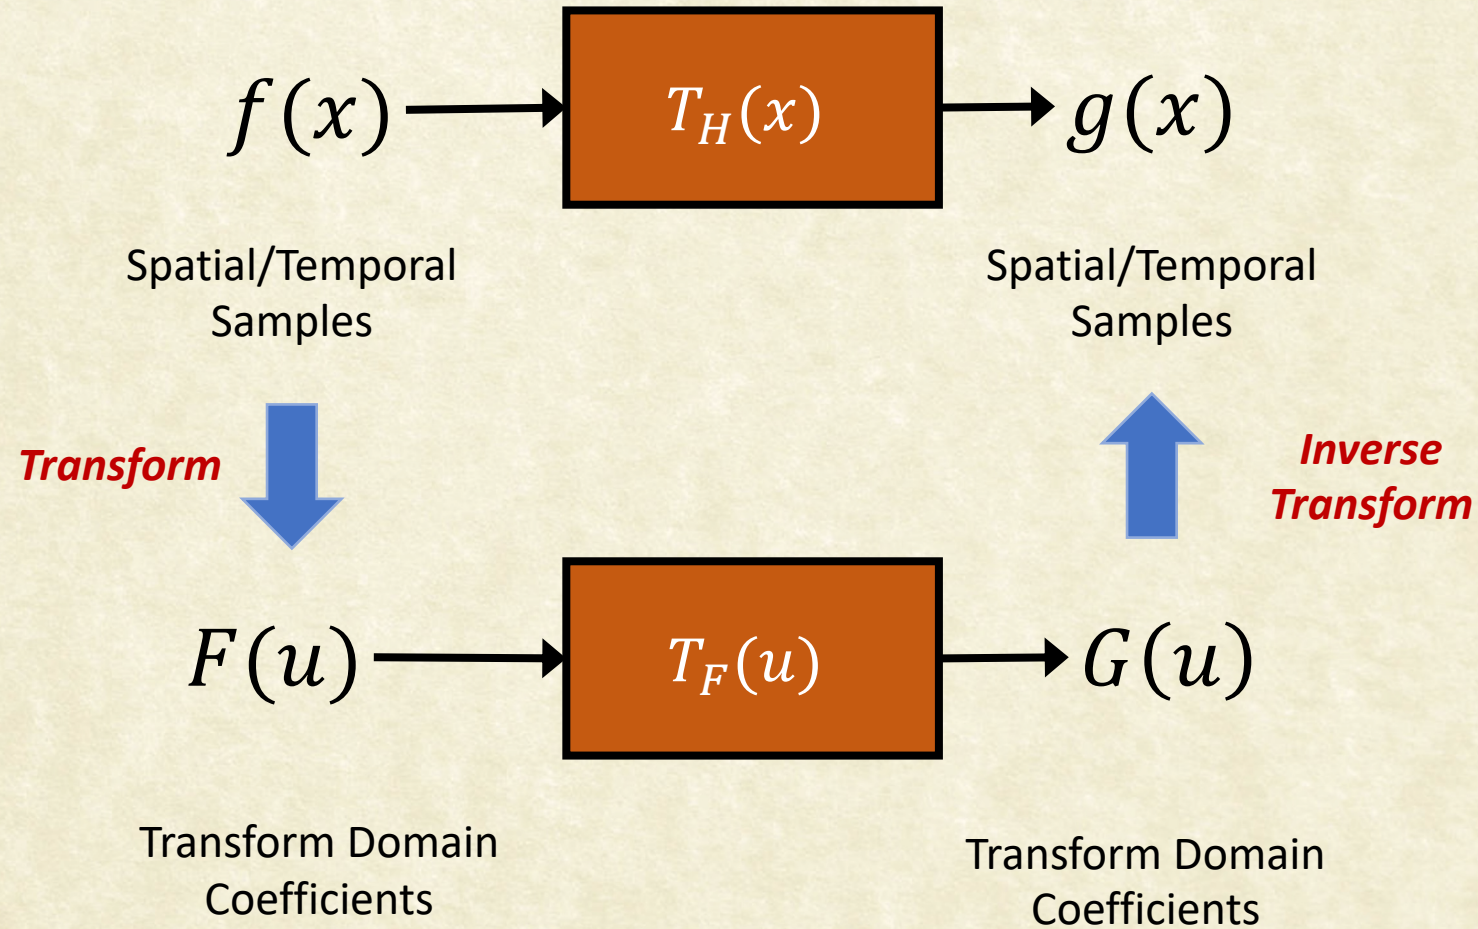 f(x)
T_H(x)
g(x)
Spatial/Temporal
Samples
Spatial/Temporal
Samples
Transform
Inverse
Transform
F(u)
T_F(u)
G(u)
Transform Domain
Coefficients
Transform Domain
Coefficients